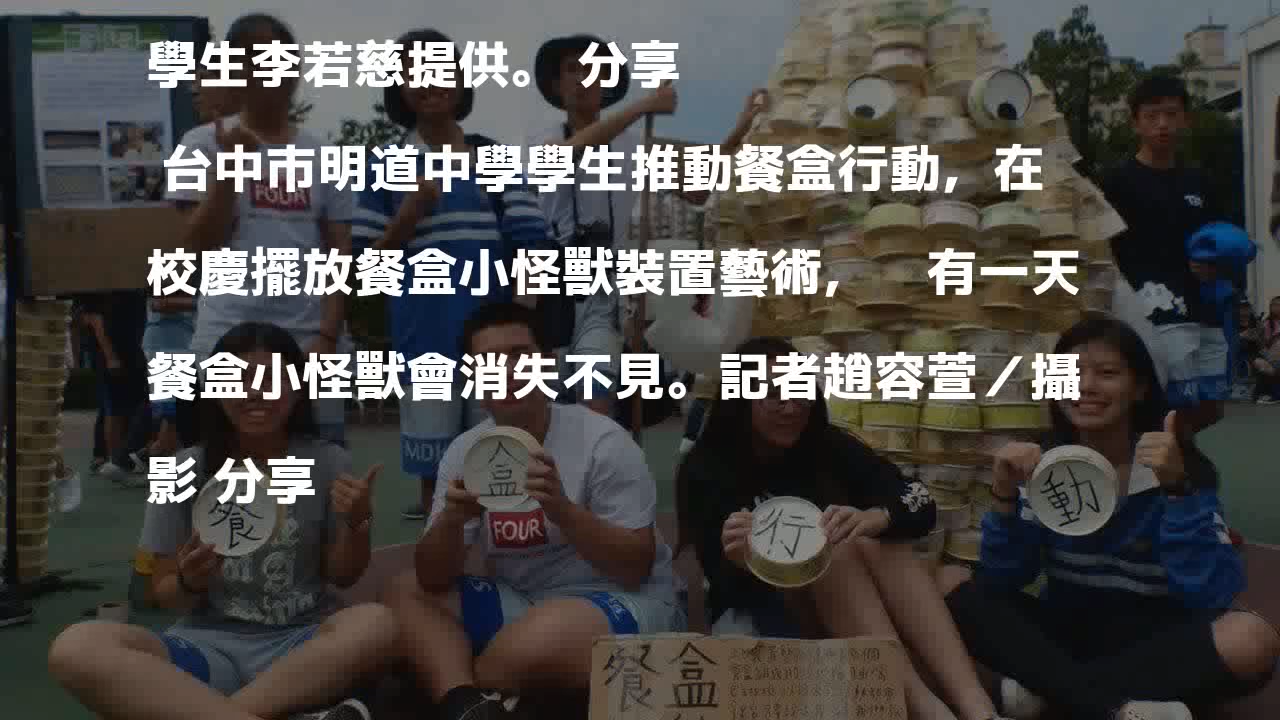 學生李若慈提供。 分享
台中市明道中學學生推動餐盒行動，在
校慶擺放餐盒小怪獸裝置藝術， 有一天
餐盒小怪獸會消失不見。記者趙容萱／攝
影 分享
FOUR
MDH
餐
盒
FOUR
行
動
餐盒